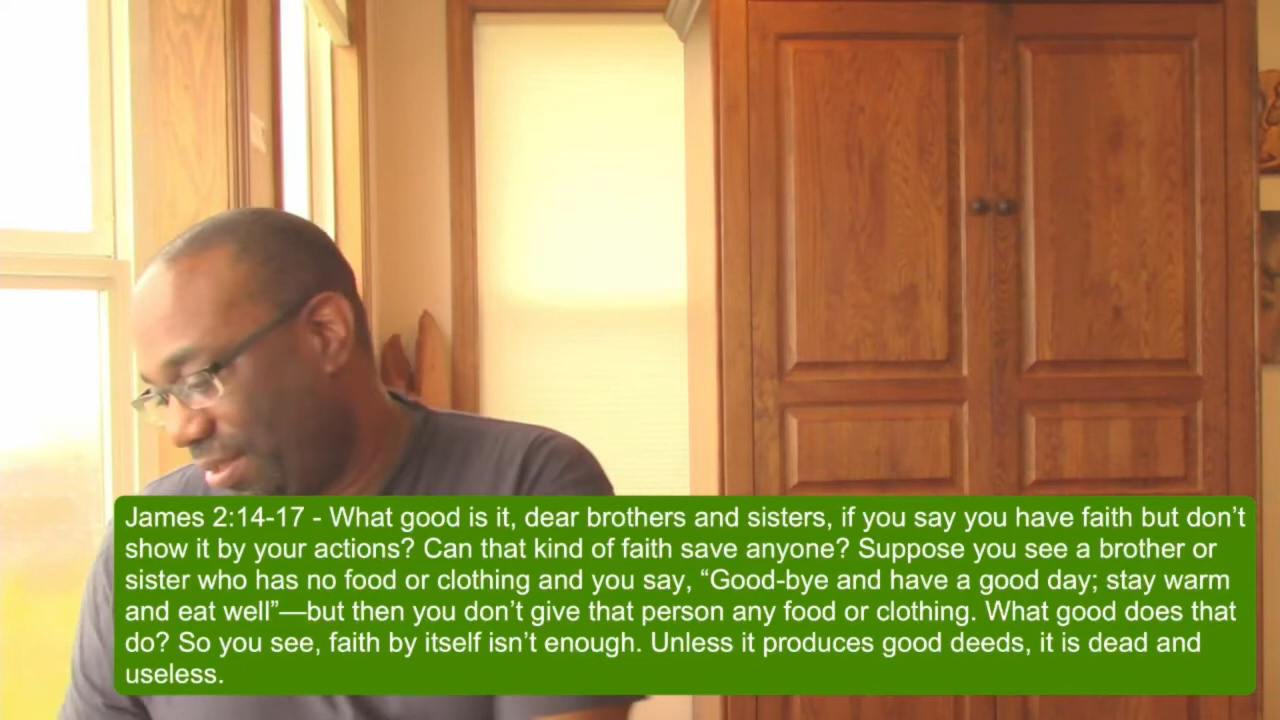 James 2:14-17 - What good is it, dear brothers and sisters, if you say you have faith but don’t
show it by your actions? Can that kind of faith save anyone? Suppose you see a brother or
sister who has no food or clothing and you say, “Good-bye and have a good day; stay warm
and eat well”—but then you don’t give that person any food or clothing. What good does that
do? So you see, faith by itself isn’t enough. Unless it produces good deeds, it is dead and
useless.